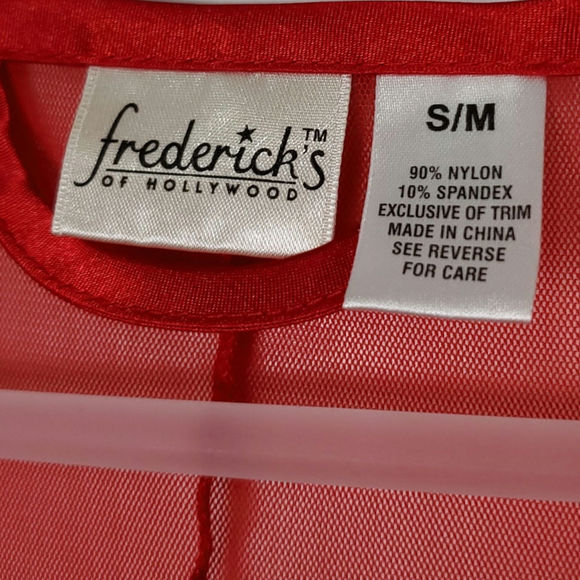 frederick's™
OF HOLLYWOOD
S/M
90% NYLON
10% SPANDEX
EXCLUSIVE OF TRIM
MADE IN CHINA
SEE REVERSE
FOR CARE